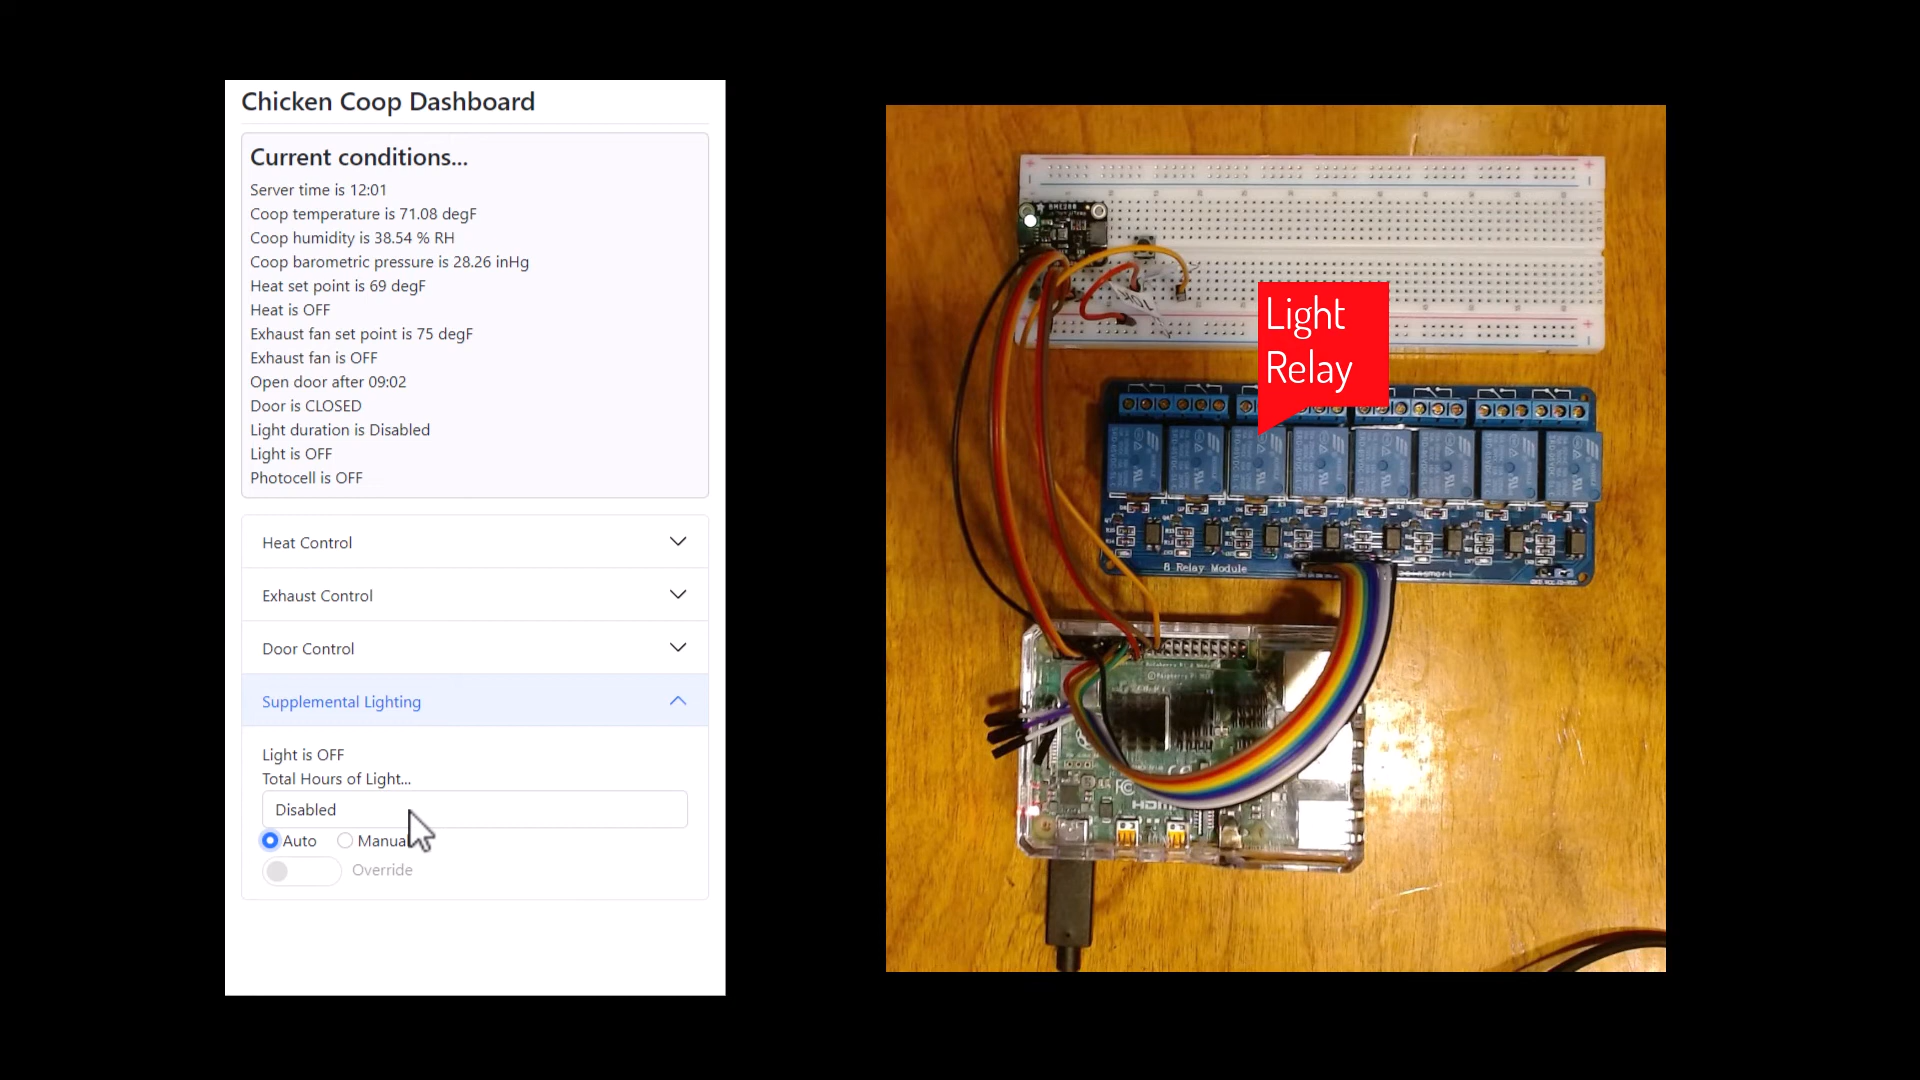 Chicken Coop Dashboard
Current conditions...
Server time is 12:01
Coop temperature is 71.08 degF
Coop humidity is 38.54 % RH
Coop barometric pressure is 28.26 inHg
Heat set point is 69 degF
Heat is OFF
Exhaust fan set point is 75 degF
Exhaust fan is OFF
Open door after 09:02
Door is CLOSED
Light duration is Disabled
Light is OFF
Photocell is OFF
Heat Control
Exhaust Control
Door Control
Supplemental Lighting
Light is OFF
Total Hours of Light...
Disabled
Auto
Override
Light
Relay
8 Relay Module